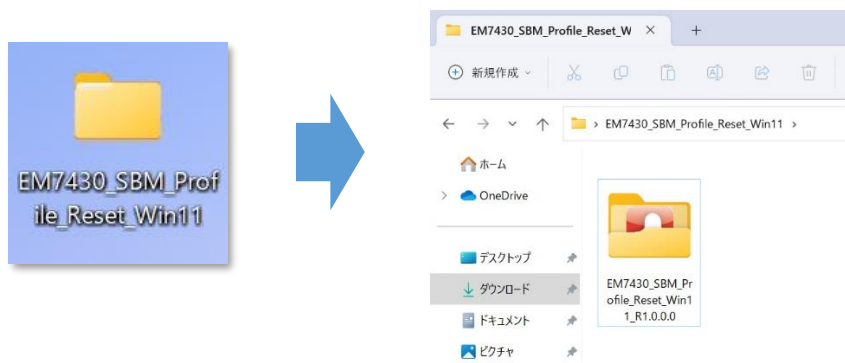 EM7430_SBM_Prof
ile_Reset_Win11
EM7430_SBM_Profile_Reset_W
新規作成
EM7430_SBM_Profile_Reset_Win11
ホーム
OneDrive
デスクトップ
ダウンロード
ドキュメント
ピクチャ
EM7430_SBM_Pr
ofile_Reset_Win1
1_R1.0.0.0